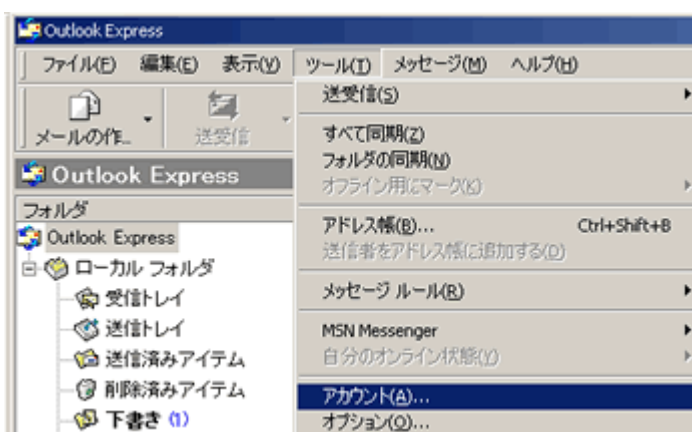 Outlook Express
ファイル(F) 編集(E) 表示(V) ツール(T) メッセージ(M) ヘルプ(H)
メールの作...
送受信
Outlook Express
フォルダ
Outlook Express
ローカル フォルダ
受信トレイ
送信トレイ
送信済みアイテム
削除済みアイテム
下書き (1)
送受信(S)
すべて同期(Z)
フォルダの同期(N)
オフライン用にマーク(K)
アドレス帳(B)... Ctrl+Shift+B
送信者をアドレス帳に追加する(D)
メッセージ ルール(R)
MSN Messenger
自分のオンライン状態(Y)
アカウント(A)...
オプション(O)...